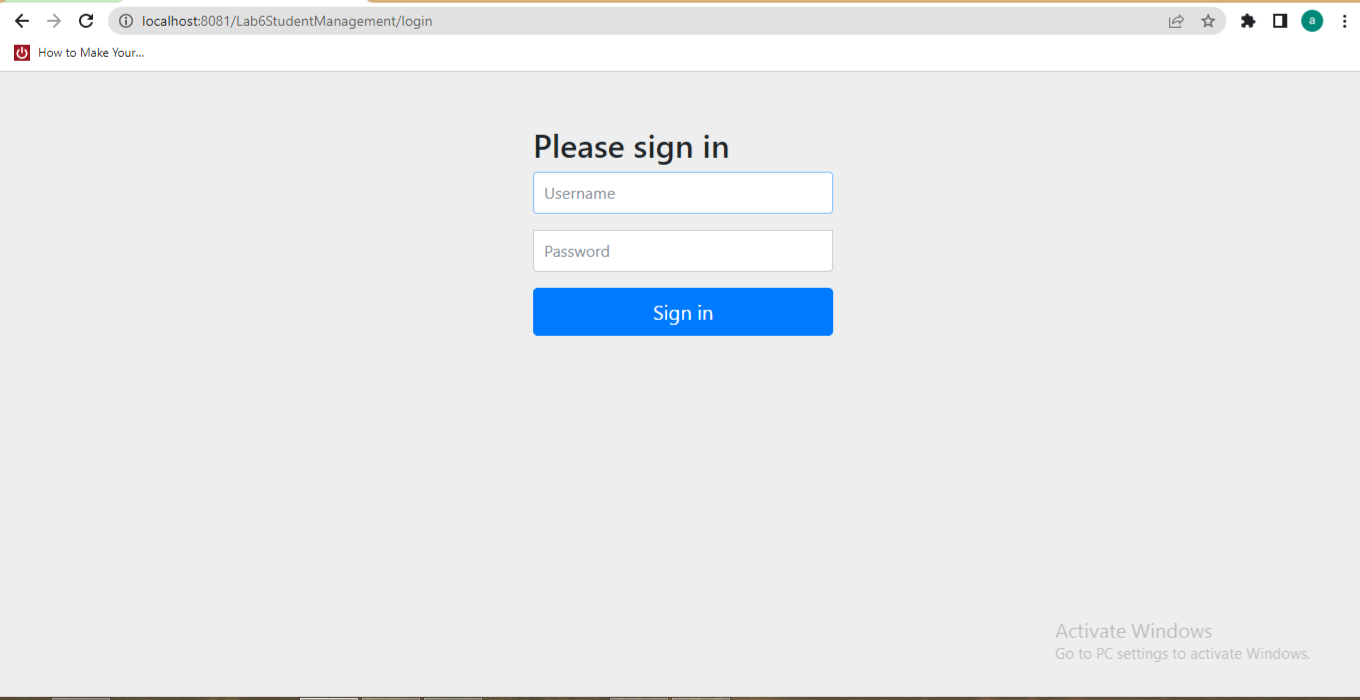 localhost:8081/Lab6StudentManagement/login
a
How to Make Your...
Please sign in
Username
Password
Sign in
Activate Windows
Go to PC settings to activate Windows.